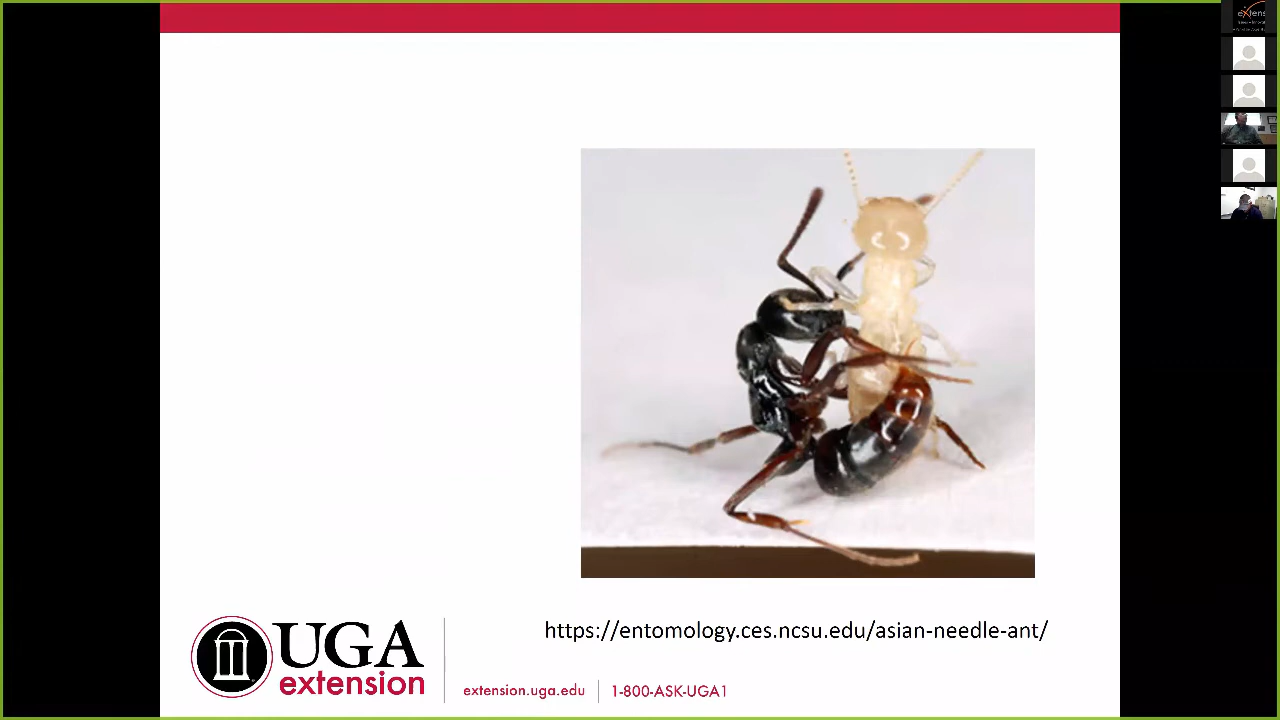 https://entomology.ces.ncsu.edu/asian-needle-ant/
UGA
extension
extension.uga.edu
1-800-ASK-UGA1